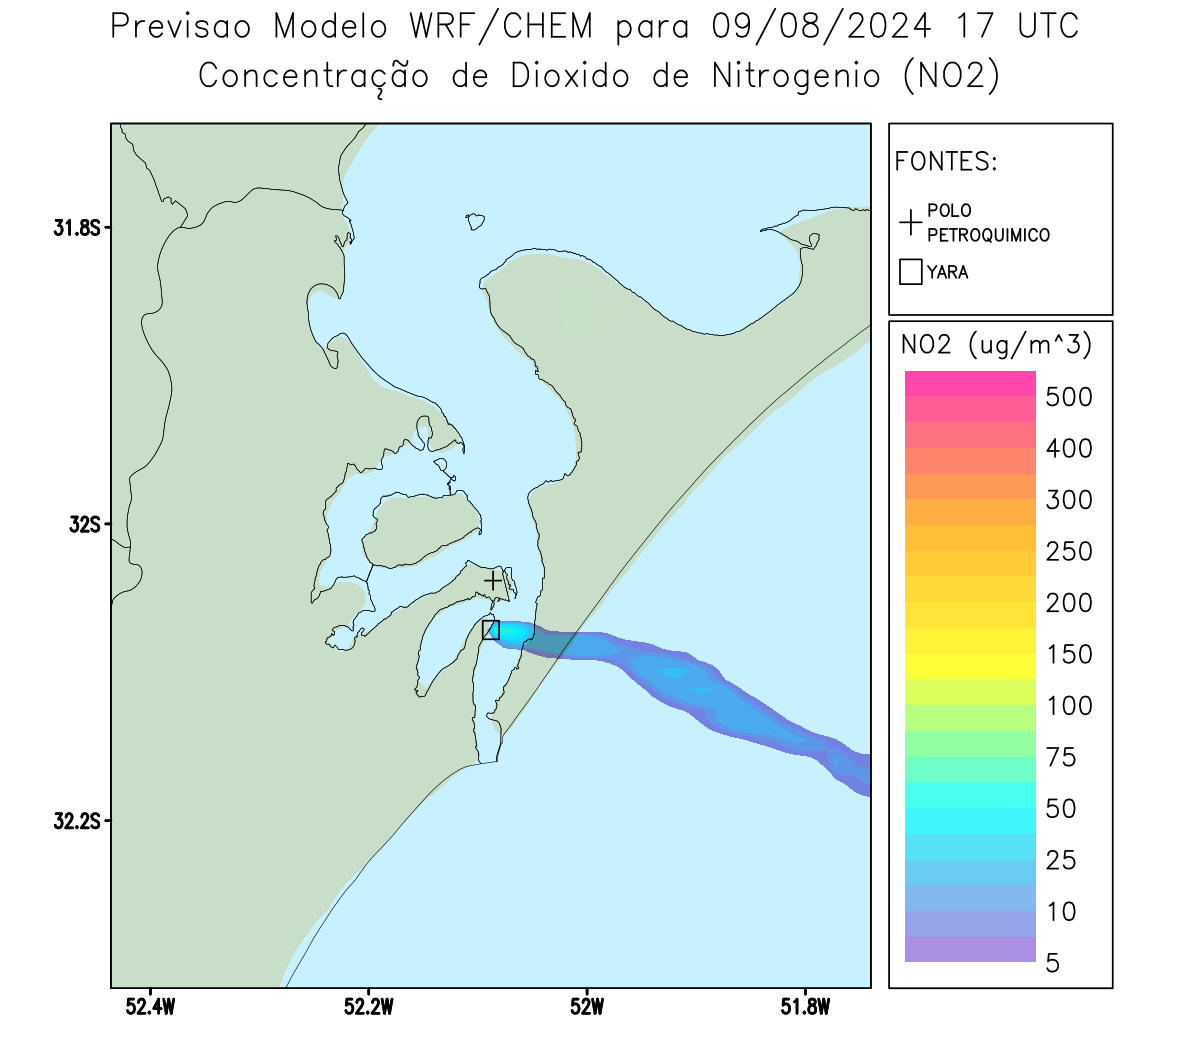 Previsao Modelo WRF/CHEM para 09/08/2024 17 UTC
Concentração de Dioxido de Nitrogenio (NO2)
FONTES:
POLO
PETROQUIMICO
YARA
NO2 (ug/m^3)
500
400
300
250
200
150
100
75
50
25
10
5
31.8S
32S
32.2S
52.4W
52.2W
52W
51.8W